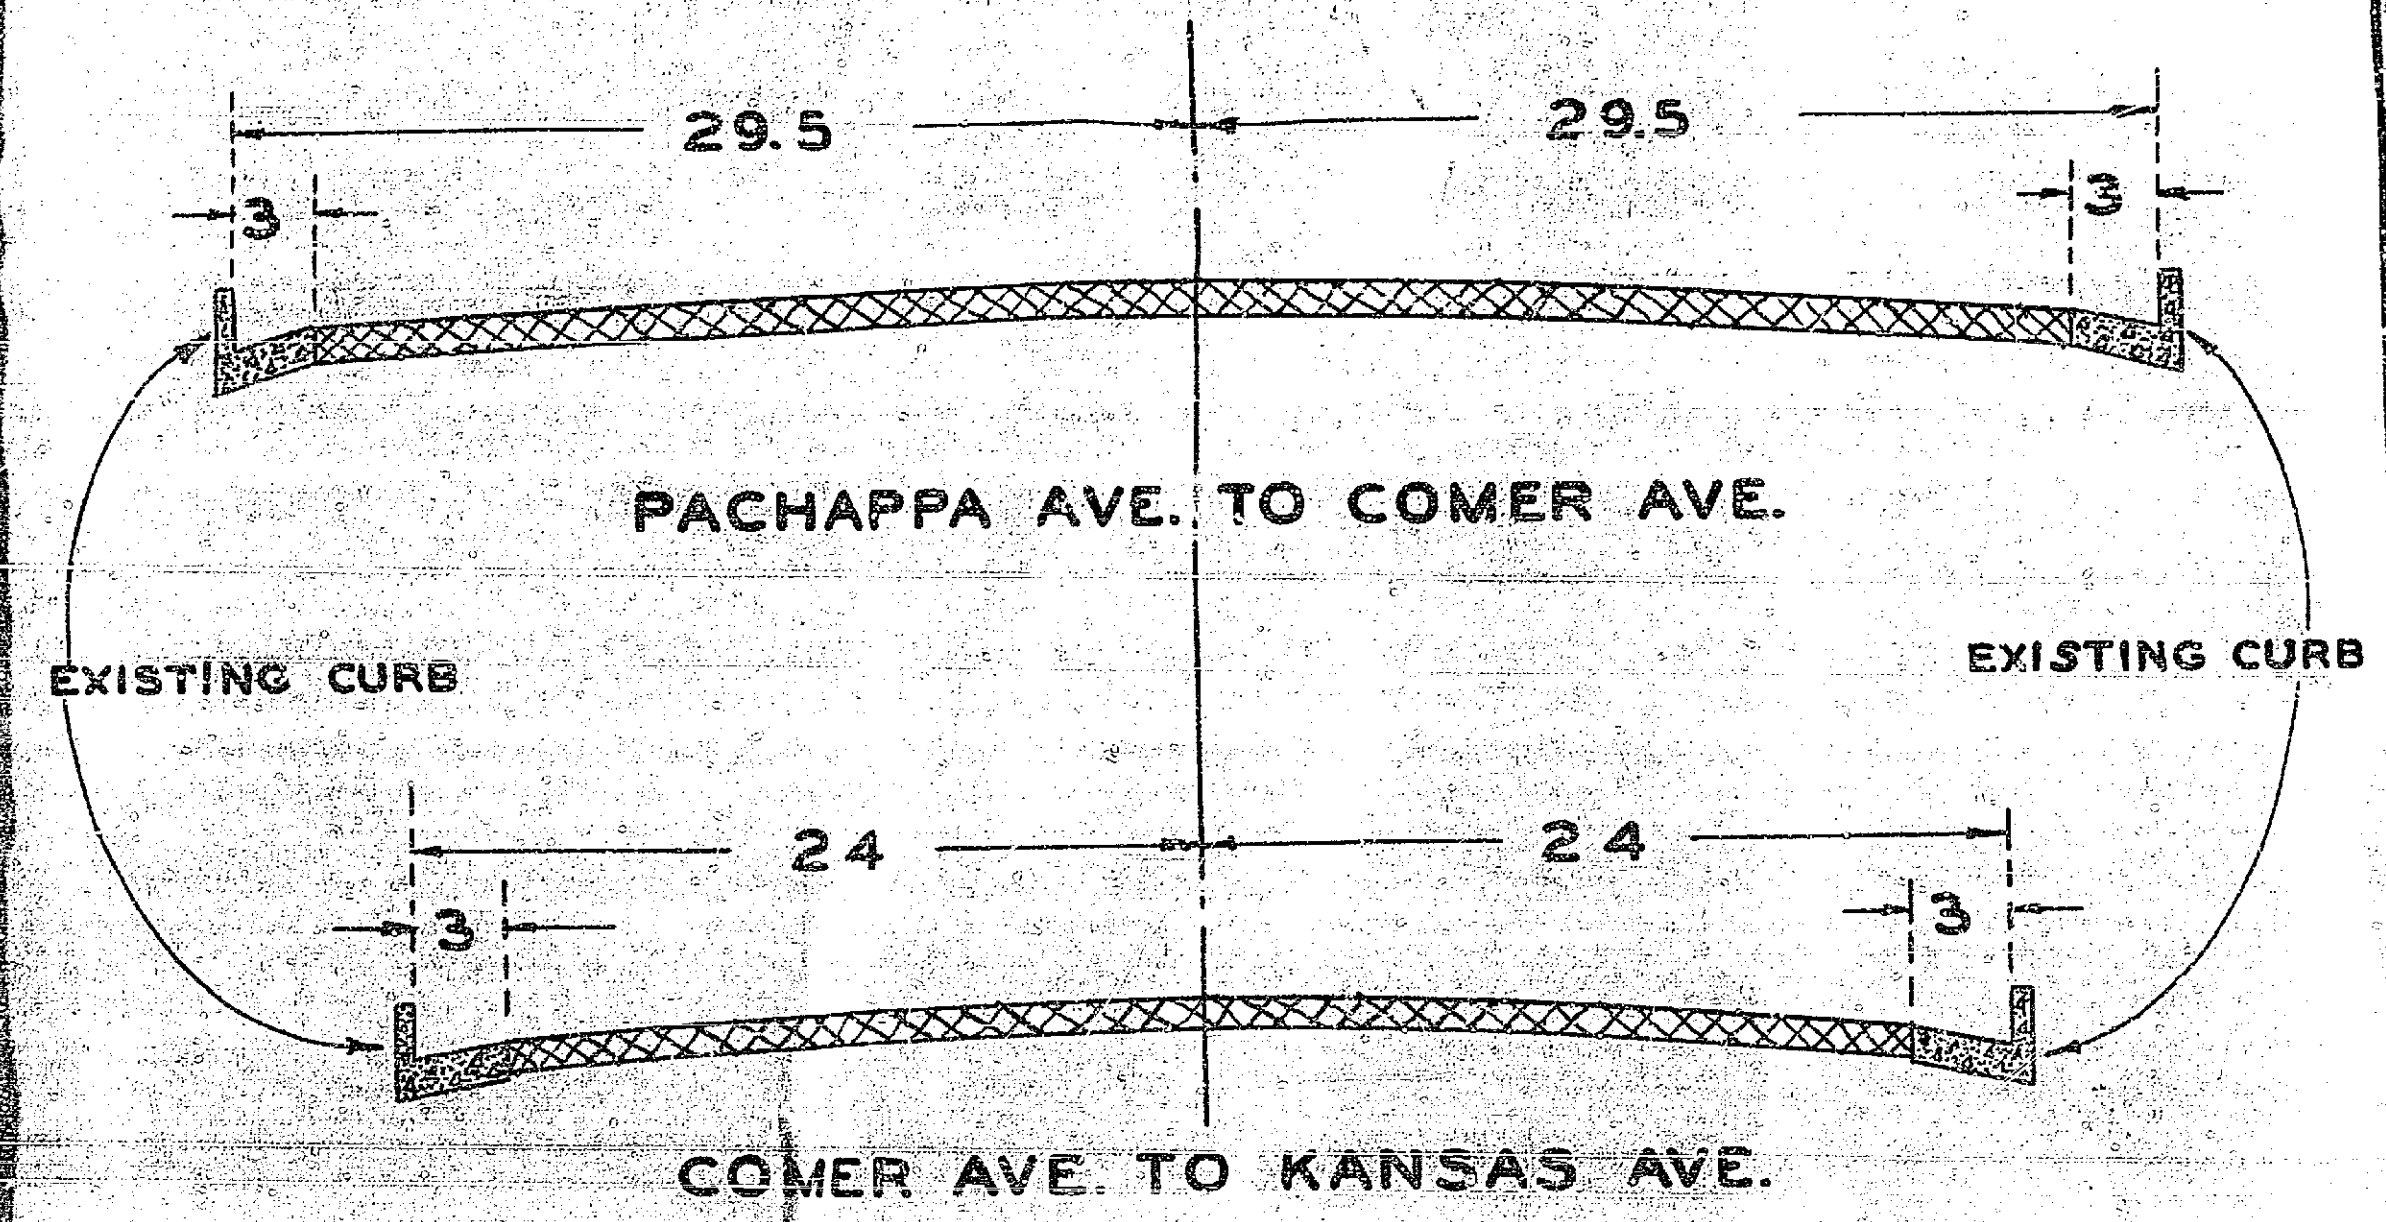 29.5 29.5
3 3
PACHAPPA AVE. TO COMER AVE.
EXISTING CURB EXISTING CURB
24 24
3 3
COMER AVE. TO KANSAS AVE.